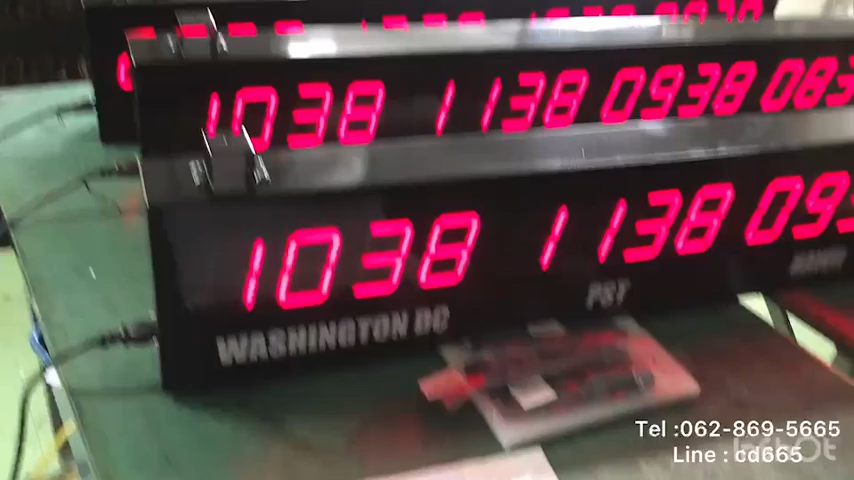 1038 1138 0938 083
1038 1138 09
WASHINGTON DC
PST
Tel :062-869-5665
Line : cd665